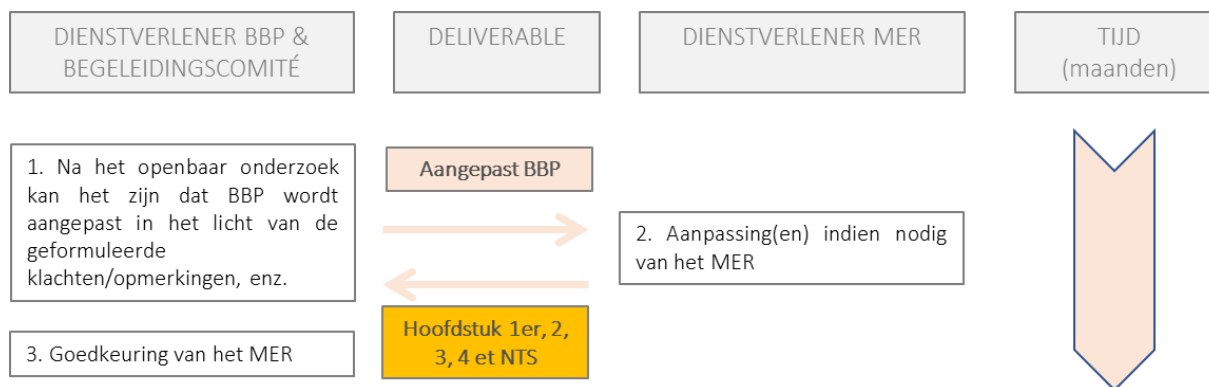 DIENSTVERLENER BBP &
BEGELEIDINGSCOMITÉ
DELIVERABLE
DIENSTVERLENER MER
TIJD
(maanden)
1. Na het openbaar onderzoek
kan het zijn dat BBP wordt
aangepast in het licht van de
geformuleerde
klachten/opmerkingen, enz.
Aangepast BBP
2. Aanpassing(en) indien nodig
van het MER
3. Goedkeuring van het MER
Hoofdstuk 1er, 2,
3, 4 et NTS